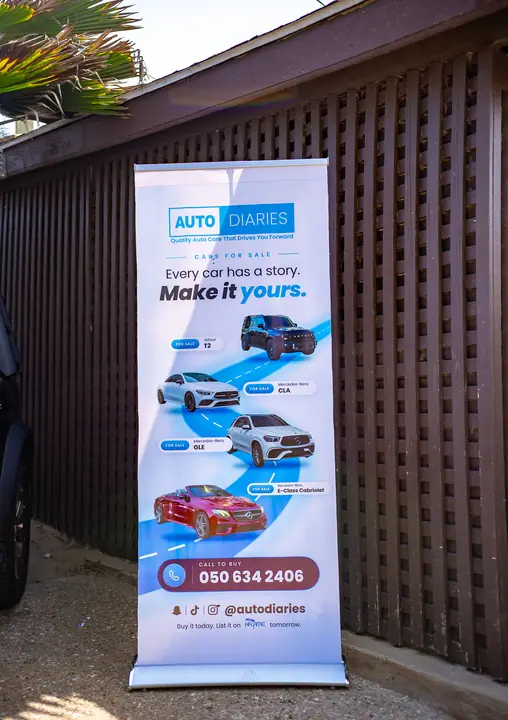 AUTO DIARIES
Quality Auto Care That Drives You Forward
CARS FOR SALE
Every car has a story.
Make it yours.
FOR SALE Jetour
T2
FOR SALE Mercedes-Benz
CLA
FOR SALE Mercedes-Benz
GLE
FOR SALE Mercedes-Benz
E-Class Cabriolet
CALL TO BUY
050 634 2406
@autodiaries
Buy it today. List it on tomorrow.